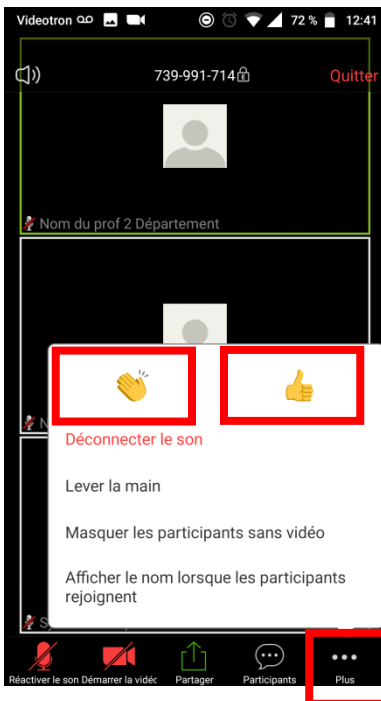 Videotron 72 % 12:41
739-991-714 Quitter
Nom du prof 2 Département
N
Déconnecter le son
Lever la main
Masquer les participants sans vidéo
Afficher le nom lorsque les participants
rejoignent
S
Réactiver le son Démarrer la vidéc Partager Participants Plus